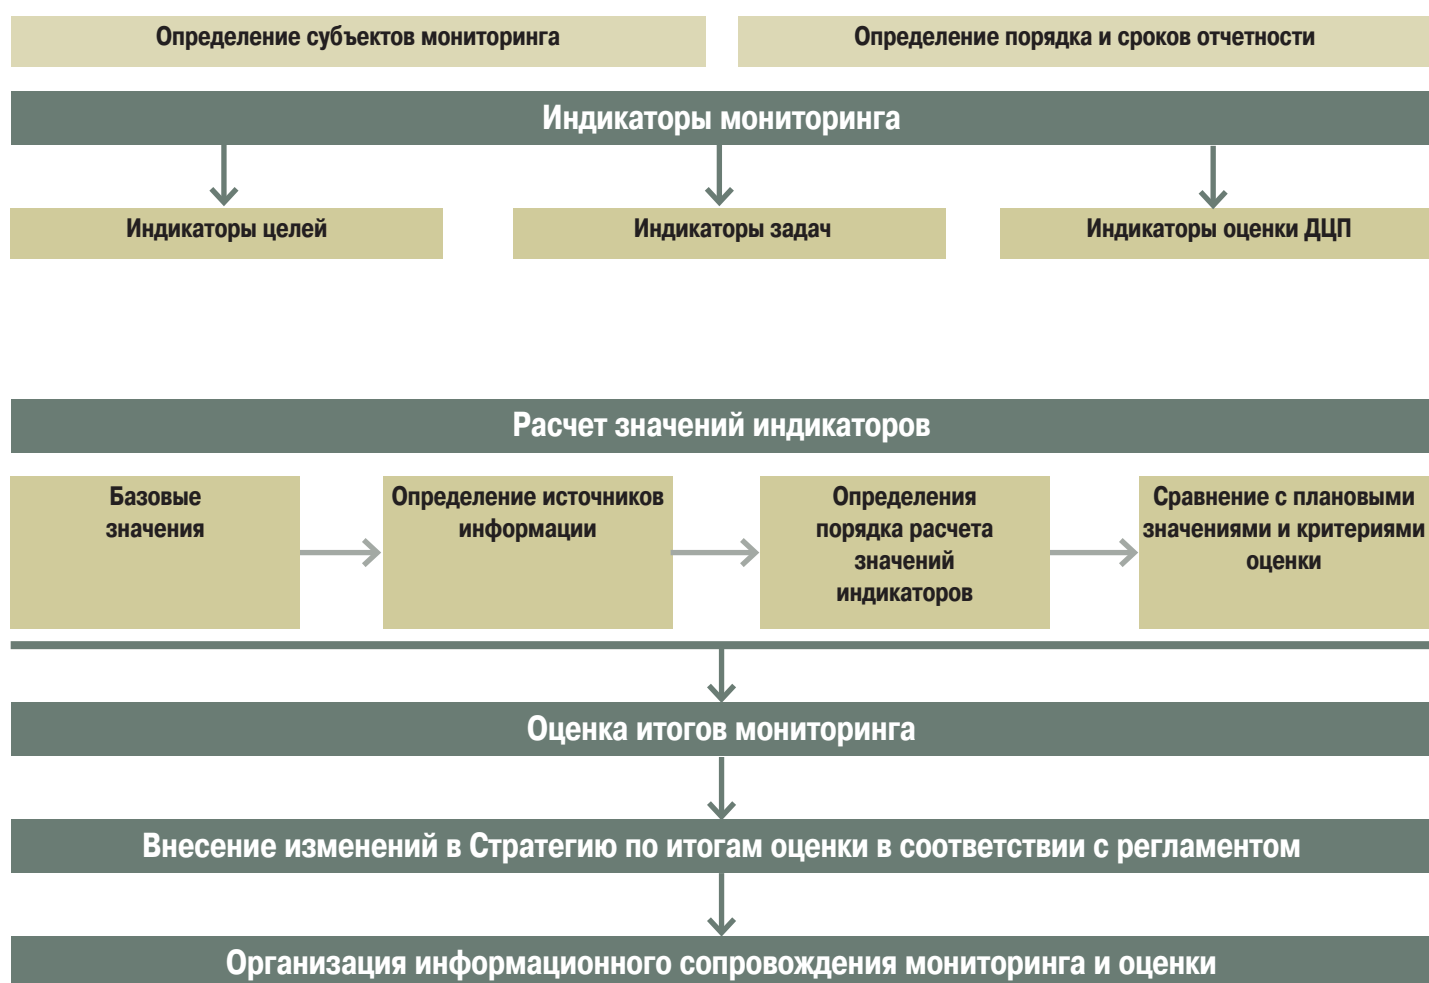 Определение субъектов мониторинга
Определение порядка и сроков отчетности
Индикаторы мониторинга
Индикаторы целей
Индикаторы задач
Индикаторы оценки ДЦП
Расчет значений индикаторов
Базовые
значения
Определение источников
информации
Определения
порядка расчета
значений
индикаторов
Сравнение с плановыми
значениями и критериями
оценки
Оценка итогов мониторинга
Внесение изменений в Стратегию по итогам оценки в соответствии с регламентом
Организация информационного сопровождения мониторинга и оценки